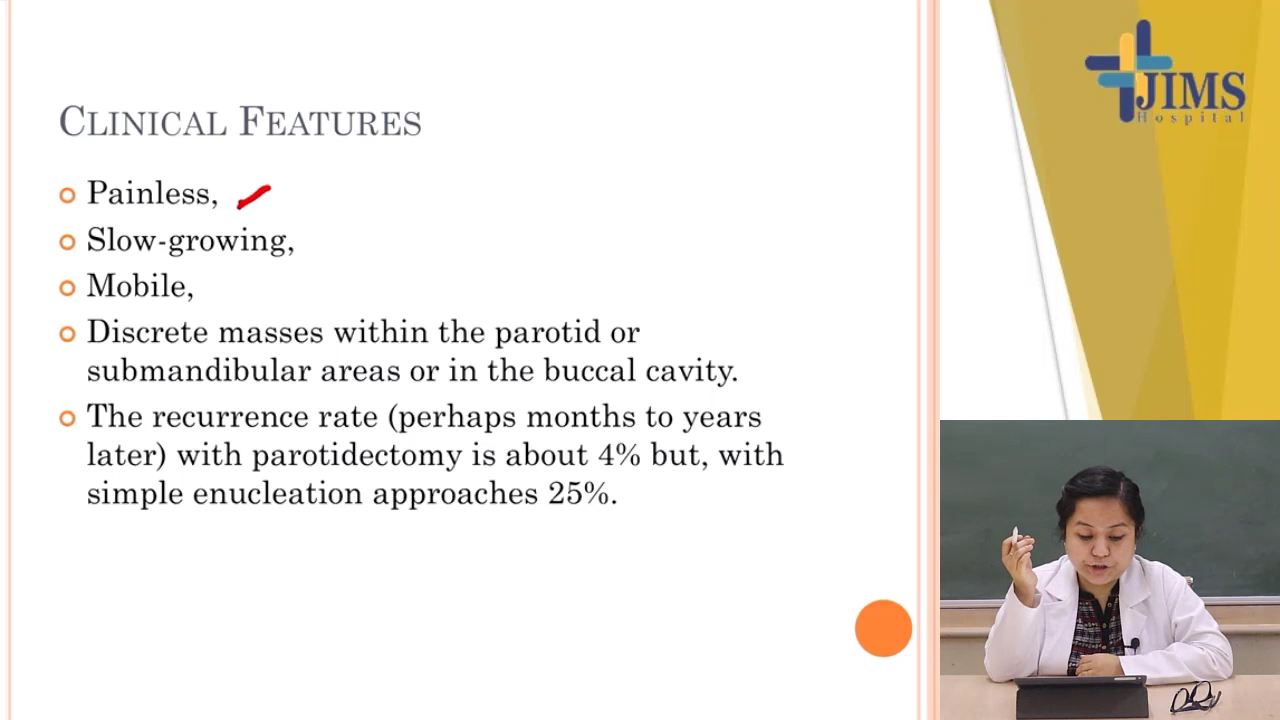 CLINICAL FEATURES
Painless,
Slow-growing,
Mobile,
Discrete masses within the parotid or
submandibular areas or in the buccal cavity.
The recurrence rate (perhaps months to years
later) with parotidectomy is about 4% but, with
simple enucleation approaches 25%.
JIMS
Hospital